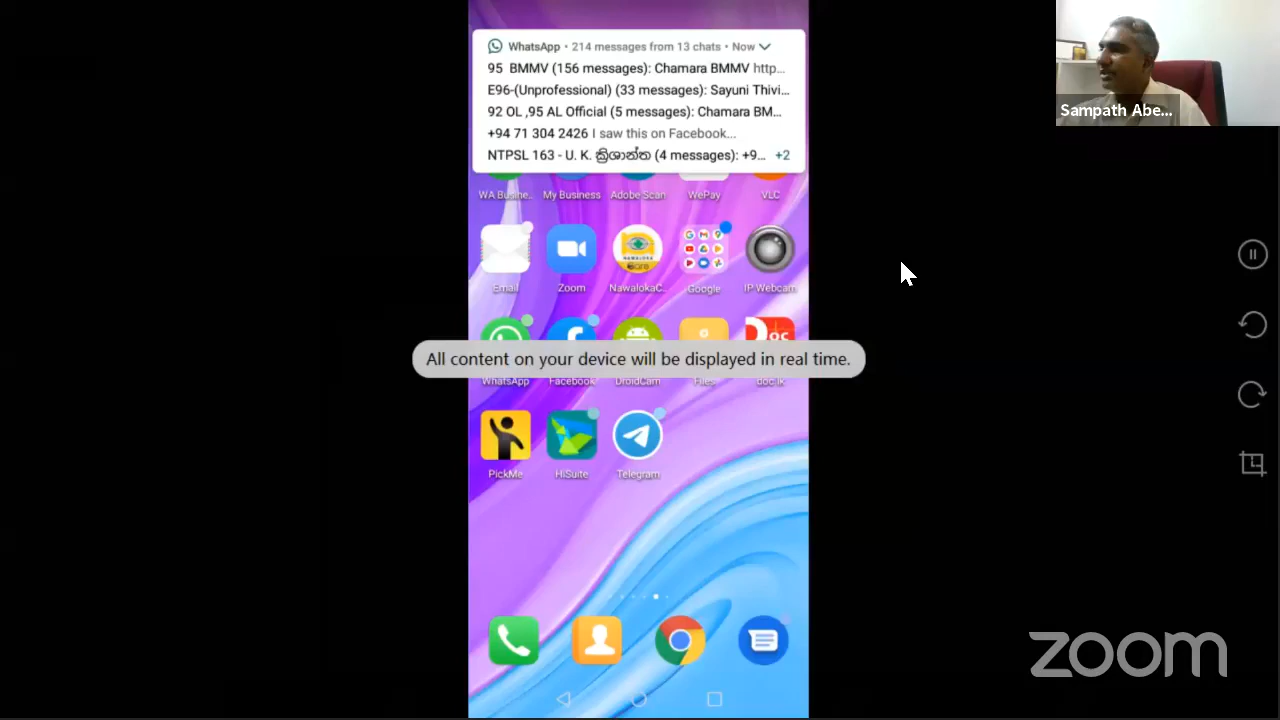 WhatsApp • 214 messages from 13 chats • Now
95 BMMV (156 messages): Chamara BMMV http...
E96-(Unprofessional) (33 messages): Sayuni Thivi...
92 OL ,95 AL Official (5 messages): Chamara BM...
+94 71 304 2426 I saw this on Facebook...
NTPSL 163 - U. K. ක්‍රිශාන්ත (4 messages): +9... +2
Sampath Abe...
WA Busine.. My Business Adobe Scan WePay VLC
Email Zoom NawalokaC.. Google IP Webcam
All content on your device will be displayed in real time.
WhatsApp Facebook DroidCam Files doc.lk
PickMe HiSuite Telegram
zoom